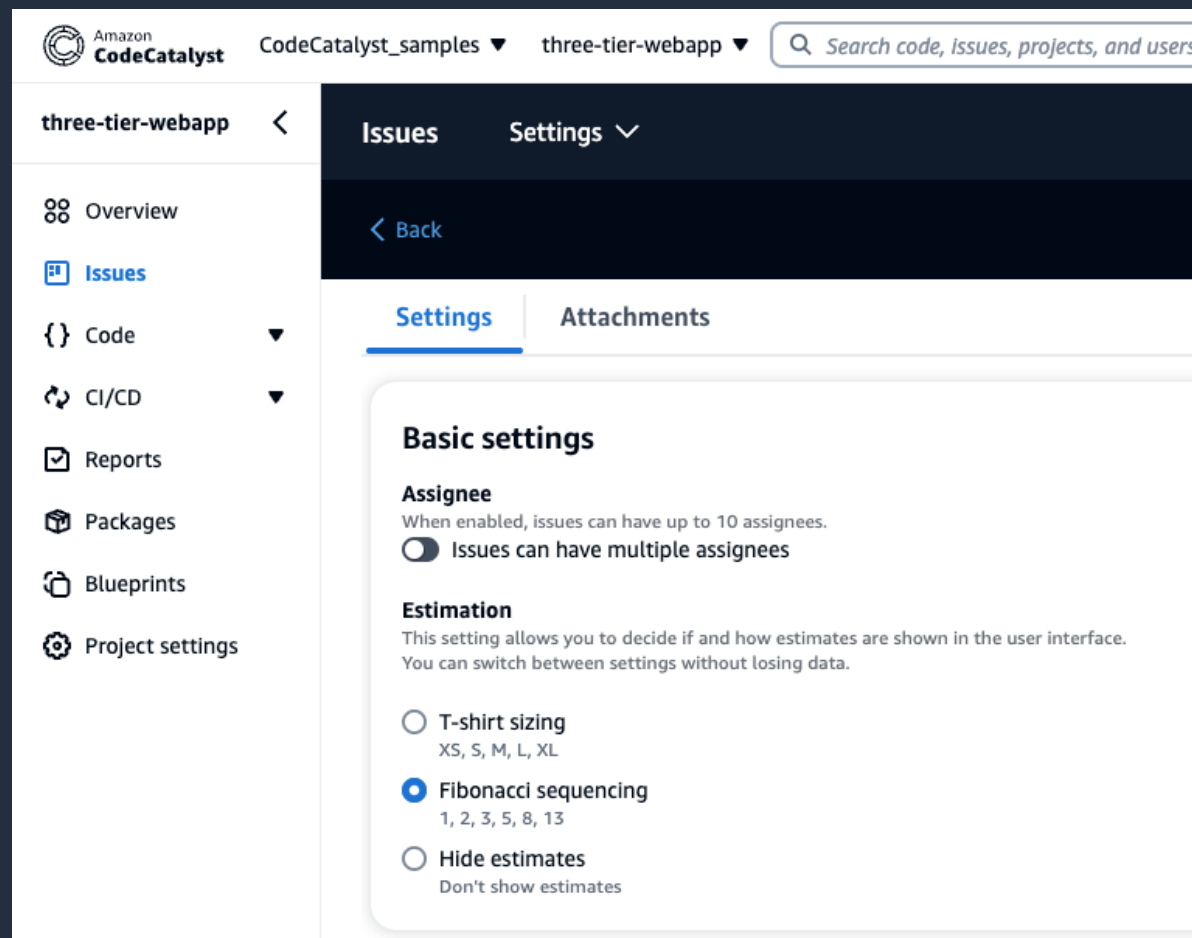 Amazon
CodeCatalyst
CodeCatalyst_samples
three-tier-webapp
Search code, issues, projects, and users
three-tier-webapp
Overview
Issues
Code
CI/CD
Reports
Packages
Blueprints
Project settings
Issues
Settings
Back
Settings
Attachments
Basic settings
Assignee
When enabled, issues can have up to 10 assignees.
Issues can have multiple assignees
Estimation
This setting allows you to decide if and how estimates are shown in the user interface.
You can switch between settings without losing data.
T-shirt sizing
XS, S, M, L, XL
Fibonacci sequencing
1, 2, 3, 5, 8, 13
Hide estimates
Don't show estimates